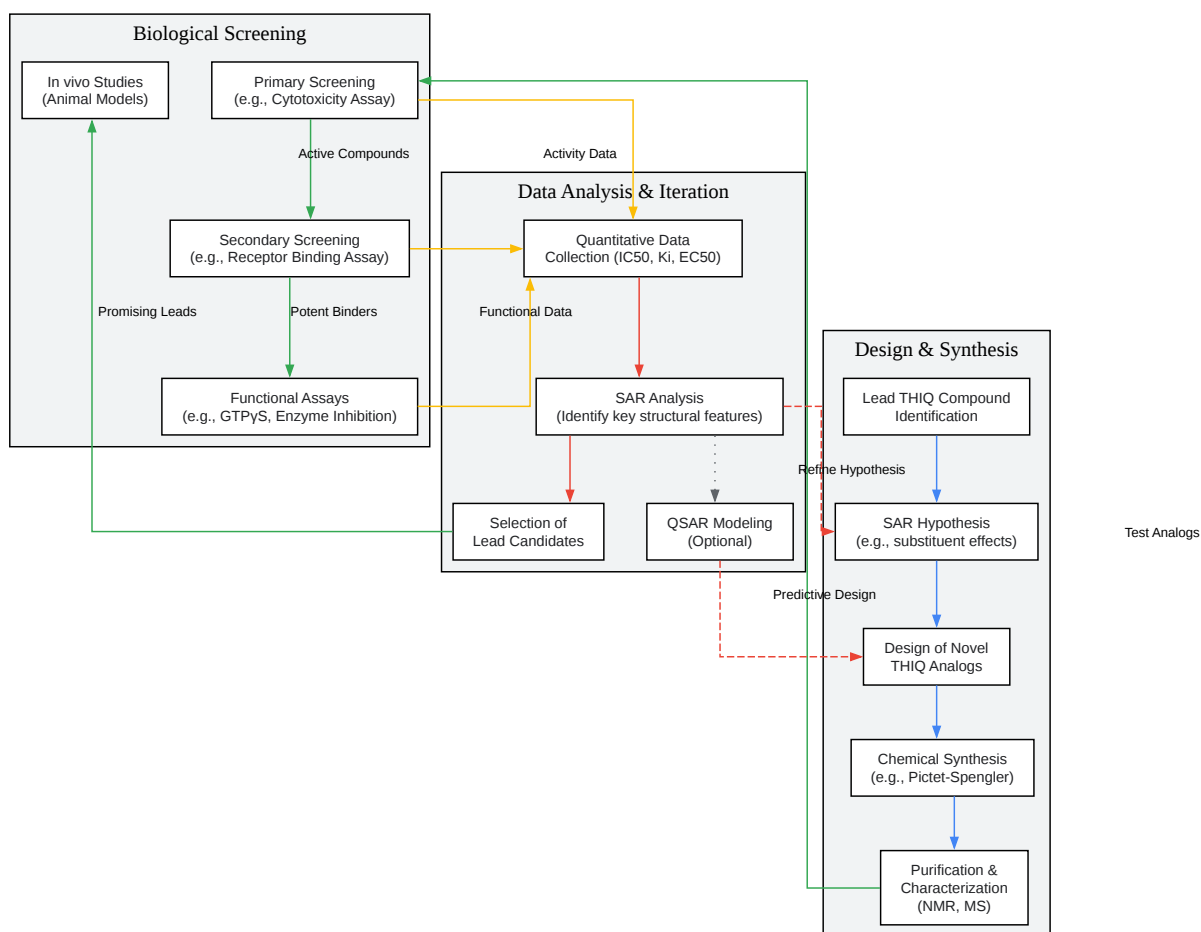 Biological Screening
In vivo Studies
(Animal Models)
Primary Screening
(e.g., Cytotoxicity Assay)
Active Compounds
Activity Data
Data Analysis & Iteration
Secondary Screening
(e.g., Receptor Binding Assay)
Quantitative Data
Collection (IC50, Ki, EC50)
Promising Leads
Potent Binders
Functional Data
Design & Synthesis
Functional Assays
(e.g., GTPγS, Enzyme Inhibition)
SAR Analysis
(Identify key structural features)
Lead THIQ Compound
Identification
Refine Hypothesis
Selection of
Lead Candidates
QSAR Modeling
(Optional)
SAR Hypothesis
(e.g., substituent effects)
Test Analogs
Predictive Design
Design of Novel
THIQ Analogs
Chemical Synthesis
(e.g., Pictet-Spengler)
Purification &
Characterization
(NMR, MS)